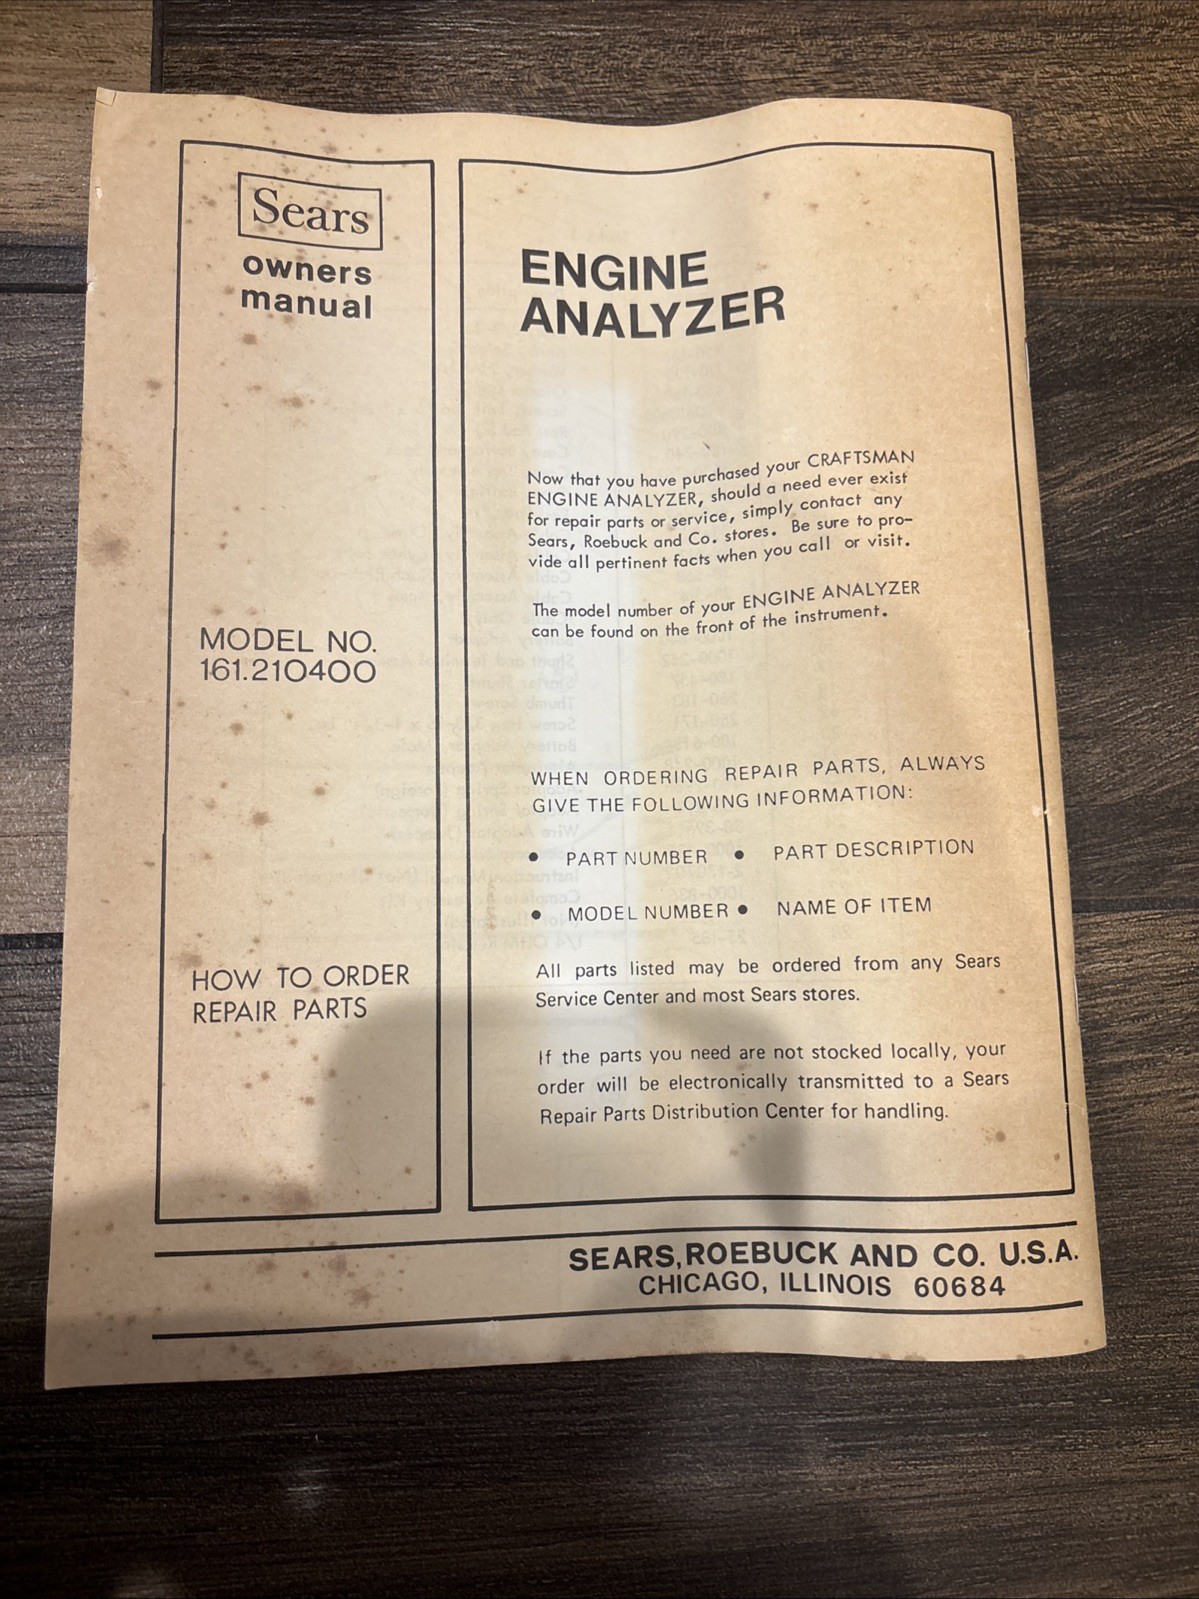 Sears
owners
manual
MODEL NO.
161.210400
HOW TO ORDER
REPAIR PARTS
ENGINE
ANALYZER
Now that you have purchased your CRAFTSMAN
ENGINE ANALYZER, should a need ever exist
for repair parts or service, simply contact any
Sears, Roebuck and Co. stores. Be sure to pro-
vide all pertinent facts when you call or visit.
The model number of your ENGINE ANALYZER
can be found on the front of the instrument.
WHEN ORDERING REPAIR PARTS, ALWAYS
GIVE THE FOLLOWING INFORMATION:
• PART NUMBER • PART DESCRIPTION
• MODEL NUMBER • NAME OF ITEM
All parts listed may be ordered from any Sears
Service Center and most Sears stores.
If the parts you need are not stocked locally, your
order will be electronically transmitted to a Sears
Repair Parts Distribution Center for handling.
SEARS, ROEBUCK AND CO. U.S.A.
CHICAGO, ILLINOIS 60684